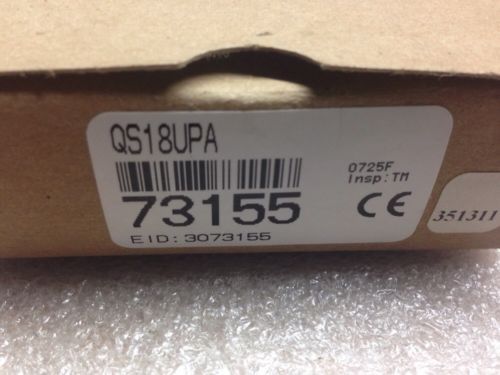 QS18UPA
0725F
Insp:TM
73155
CE
EID: 3073155
351311